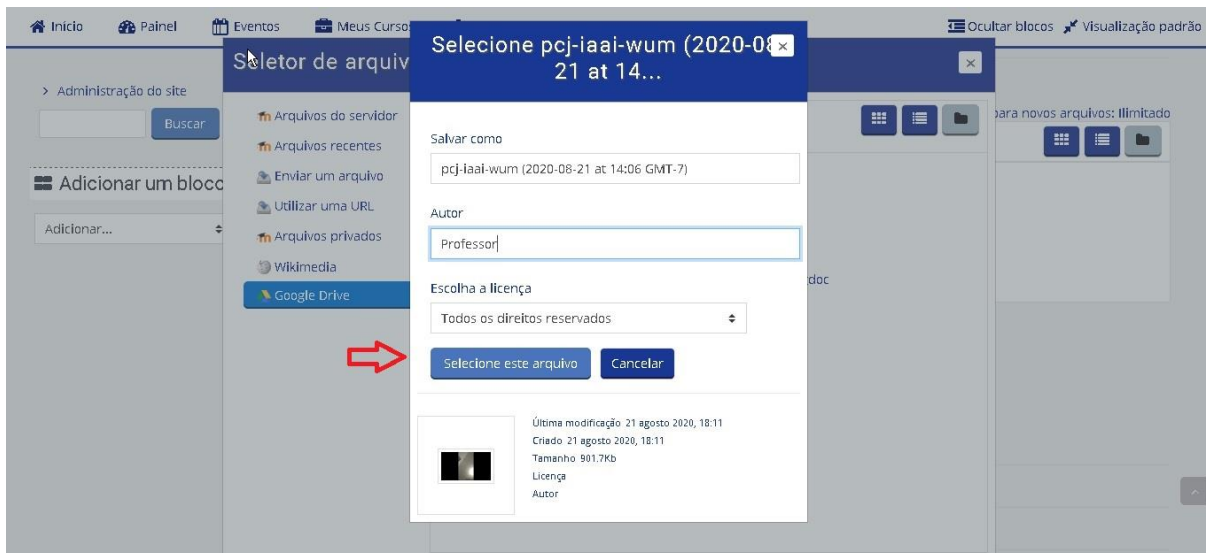 Início Painel Eventos Meus Cursos Ocultar blocos Visualização padrão
Seletor de
Selecione pcj-iaai-wum (2020-08-
21 at 14...
> Administração do site
Buscar
Adicionar um bloco
Adicionar...
Arquivos do servidor
Arquivos recentes
Enviar um arquivo
Utilizar uma URL
Arquivos privados
Wikimedia
Google Drive
Salvar como
pcj-iaai-wum (2020-08-21 at 14:06 GMT-7)
Autor
Professor
Escolha a licença
Todos os direitos reservados
Selecione este arquivo Cancelar
Última modificação 21 agosto 2020, 18:11
Criado 21 agosto 2020, 18:11
Tamanho 901.7Kb
Licença
Autor
para novos arquivos: Ilimitado
doc